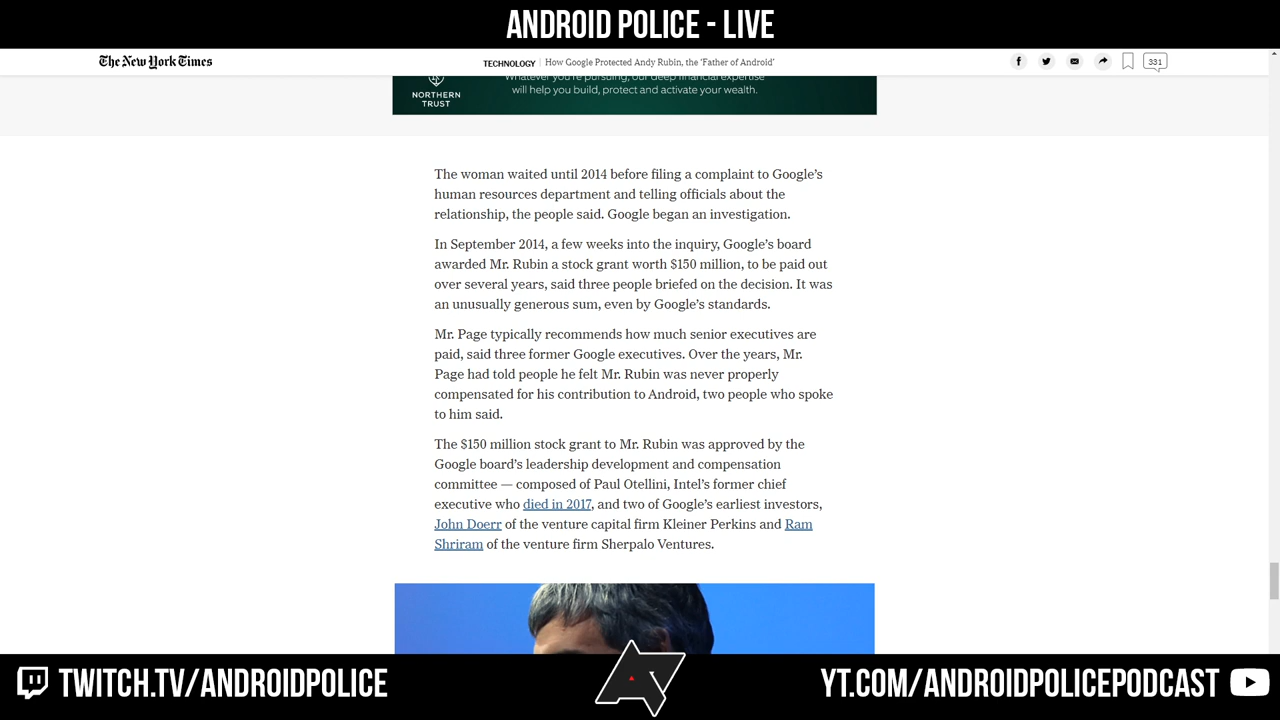 ANDROID POLICE - LIVE
The New York Times
TECHNOLOGY | How Google Protected Andy Rubin, the 'Father of Android'
331
Whatever you're pursuing, our deep financial expertise
will help you build, protect and activate your wealth.
NORTHERN
TRUST
The woman waited until 2014 before filing a complaint to Google’s
human resources department and telling officials about the
relationship, the people said. Google began an investigation.
In September 2014, a few weeks into the inquiry, Google’s board
awarded Mr. Rubin a stock grant worth $150 million, to be paid out
over several years, said three people briefed on the decision. It was
an unusually generous sum, even by Google’s standards.
Mr. Page typically recommends how much senior executives are
paid, said three former Google executives. Over the years, Mr.
Page had told people he felt Mr. Rubin was never properly
compensated for his contribution to Android, two people who spoke
to him said.
The $150 million stock grant to Mr. Rubin was approved by the
Google board’s leadership development and compensation
committee — composed of Paul Otellini, Intel’s former chief
executive who died in 2017, and two of Google’s earliest investors,
John Doerr of the venture capital firm Kleiner Perkins and Ram
Shriram of the venture firm Sherpalo Ventures.
TWITCH.TV/ANDROIDPOLICE
YT.COM/ANDROIDPOLICEPODCAST